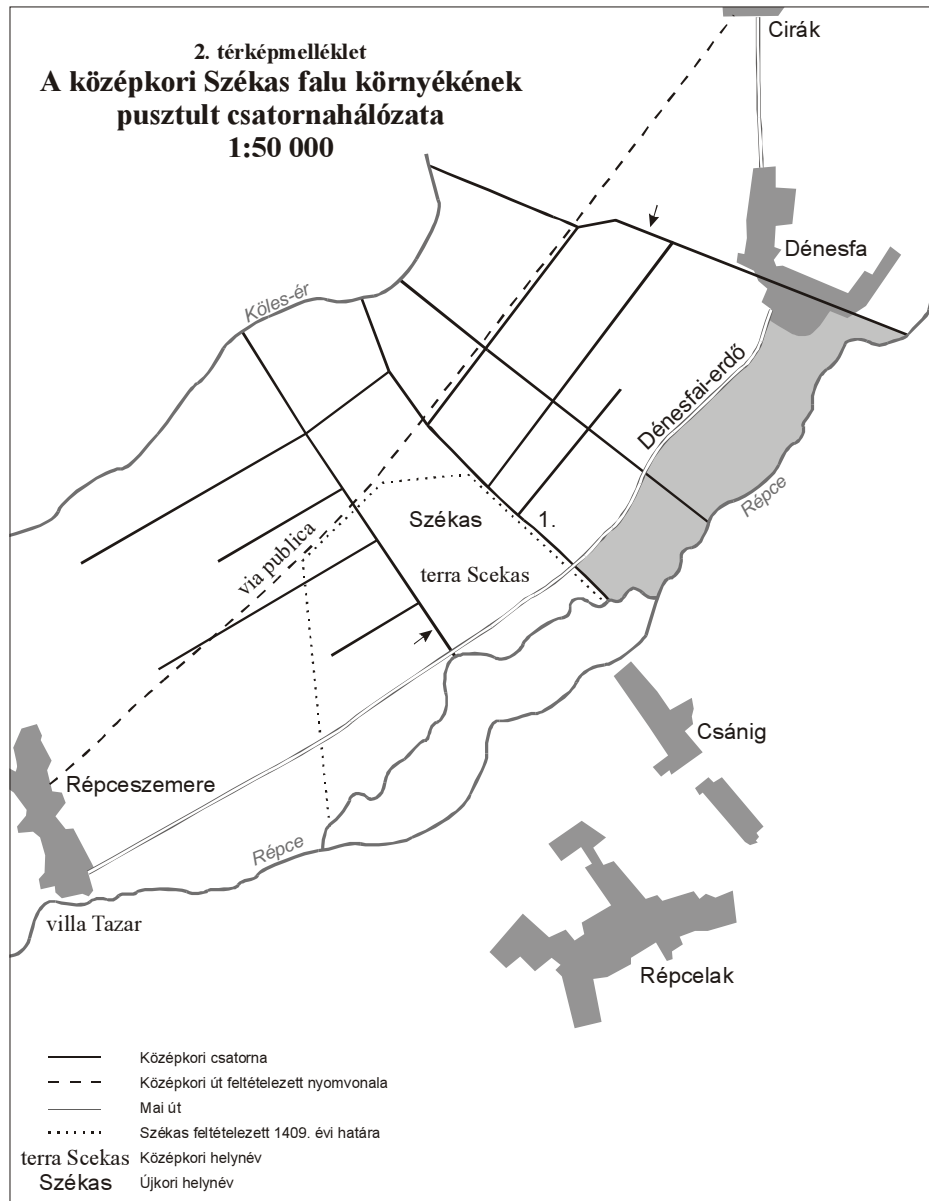 2. térképmelléklet
A középkori Székas falu környékének
pusztult csatornahálózata
1:50 000
Cirák
Dénesfa
Köles-ér
Dénesfai-erdő
Répce
Székas
1.
via publica
terra Scekas
Csánig
Répceszemere
Répce
villa Tazar
Répcelak
Középkori csatorna
Középkori út feltételezett nyomvonala
Mai út
Székas feltételezett 1409. évi határa
terra Scekas Középkori helynév
Székas Újkori helynév